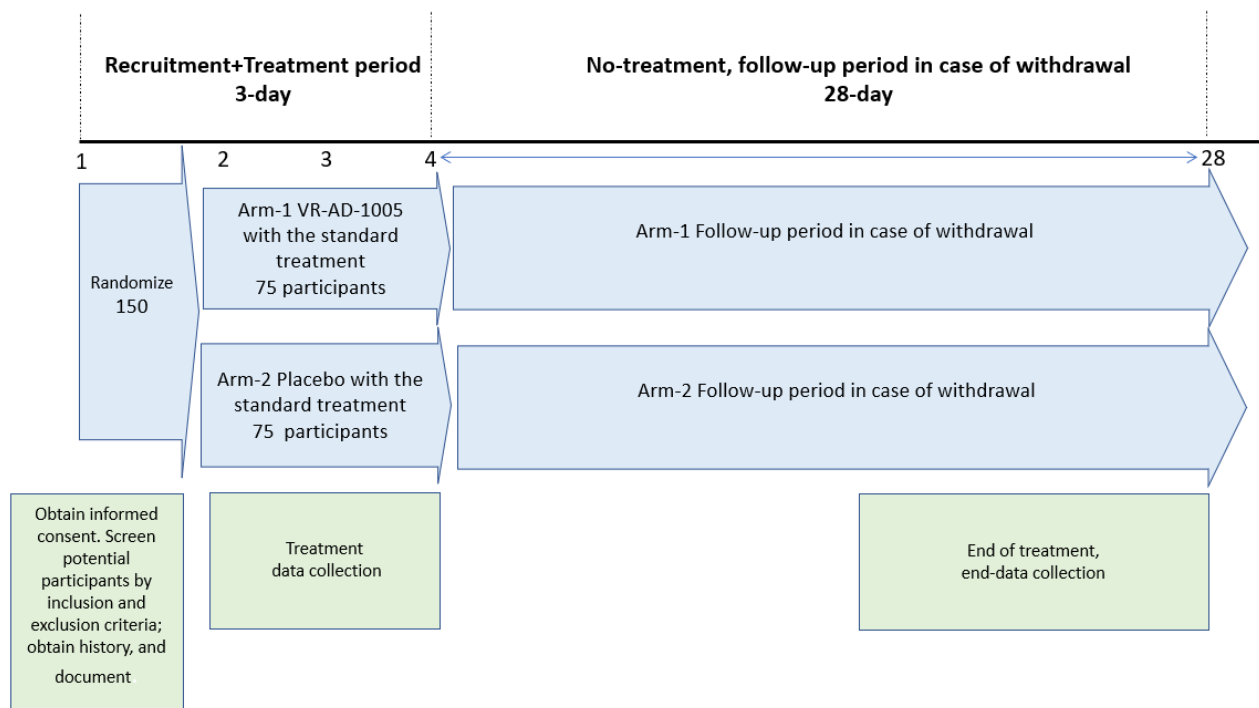 Recruitment+Treatment period
3-day
No-treatment, follow-up period in case of withdrawal
28-day
1
2
3
4
28
Randomize
150
Arm-1 VR-AD-1005
with the standard
treatment
75 participants
Arm-1 Follow-up period in case of withdrawal
Arm-2 Placebo with the
standard treatment
75 participants
Arm-2 Follow-up period in case of withdrawal
Obtain informed
consent. Screen
potential
participants by
inclusion and
exclusion criteria;
obtain history, and
document
Treatment
data collection
End of treatment,
end-data collection